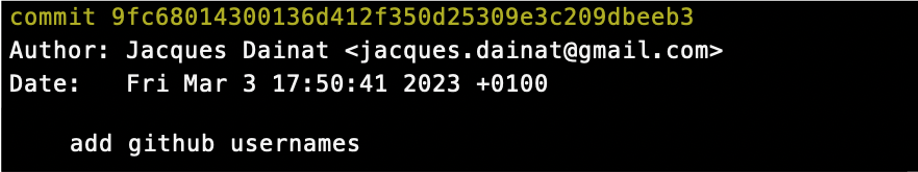 commit 9fc68014300136d412f350d25309e3c209dbeeb3
Author: Jacques Dainat <jacques.dainat@gmail.com>
Date:   Fri Mar 3 17:50:41 2023 +0100
    add github usernames